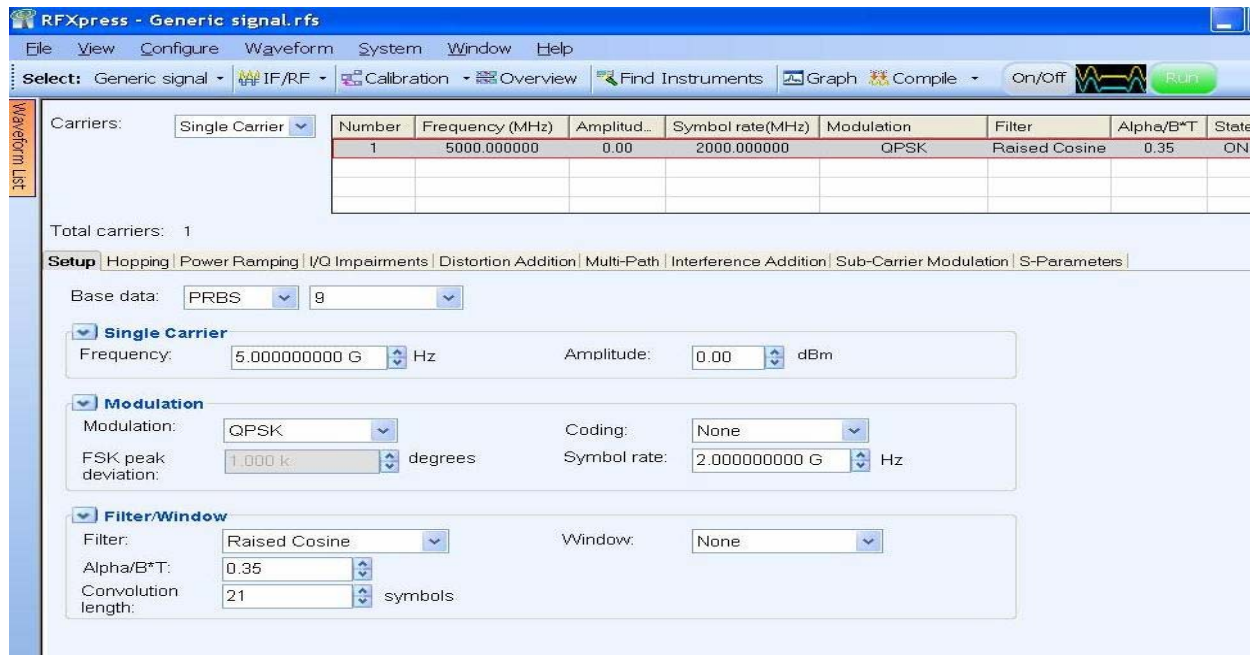 RFXpress - Generic signal.rfs
File View Configure Waveform System Window Help
Select: Generic signal IF/RF Calibration Overview Find Instruments Graph Compile On/Off Run
Waveform List
Carriers: Single Carrier
Number Frequency (MHz) Amplitud... Symbol rate(MHz) Modulation Filter Alpha/B*T State
1 5000.000000 0.00 2000.000000 QPSK Raised Cosine 0.35 ON
Total carriers: 1
Setup Hopping Power Ramping I/Q Impairments Distortion Addition Multi-Path Interference Addition Sub-Carrier Modulation S-Parameters
Base data: PRBS 9
Single Carrier
Frequency: 5.000000000 G Hz Amplitude: 0.00 dBm
Modulation
Modulation: QPSK Coding: None
FSK peak deviation: 1.000 k degrees Symbol rate: 2.000000000 G Hz
Filter/Window
Filter: Raised Cosine Window: None
Alpha/B*T: 0.35
Convolution length: 21 symbols